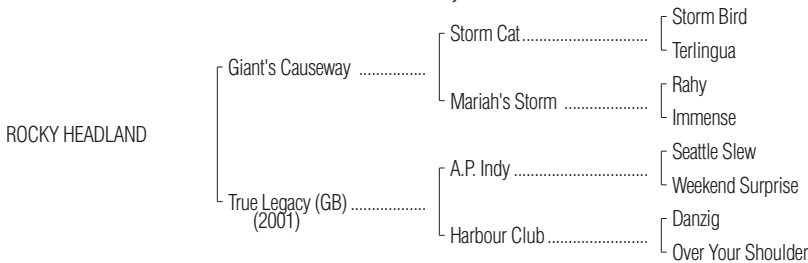 Storm Bird
Storm Cat
Terlingua
Giant's Causeway
Rahy
Mariah's Storm
Immense
ROCKY HEADLAND
Seattle Slew
A.P. Indy
Weekend Surprise
True Legacy (GB)
(2001)
Danzig
Harbour Club
Over Your Shoulder